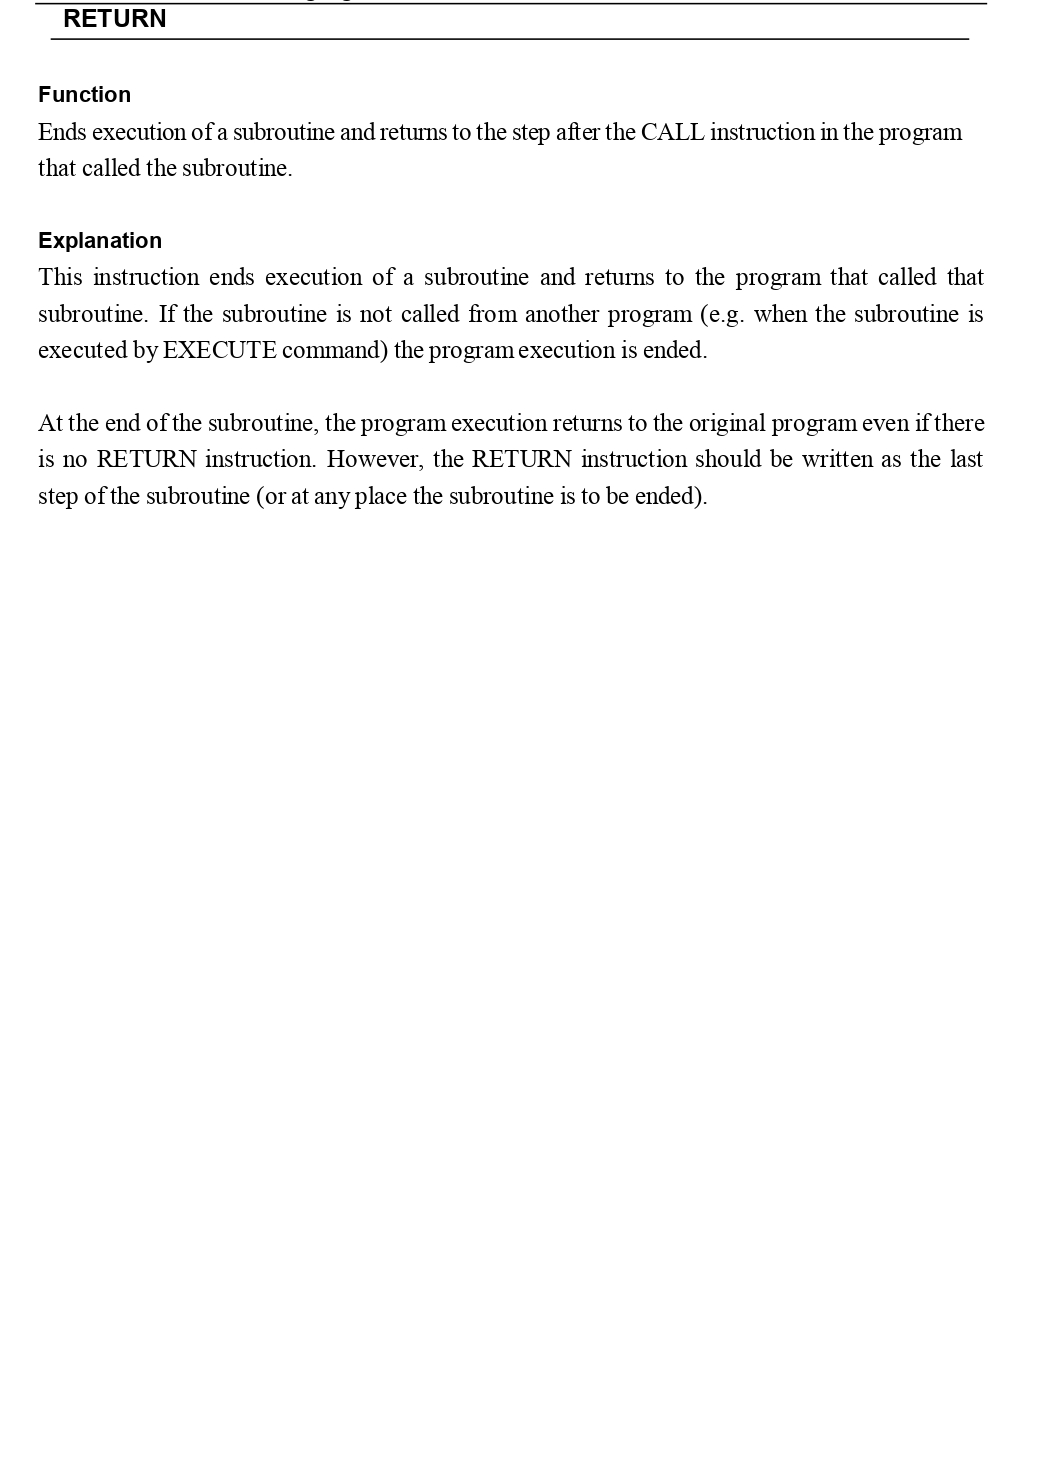 RETURN
Function
Ends execution of a subroutine and returns to the step after the CALL instruction in the program
that called the subroutine.
Explanation
This instruction ends execution of a subroutine and returns to the program that called that
subroutine. If the subroutine is not called from another program (e.g. when the subroutine is
executed by EXECUTE command) the program execution is ended.
At the end of the subroutine, the program execution returns to the original program even if there
is no RETURN instruction. However, the RETURN instruction should be written as the last
step of the subroutine (or at any place the subroutine is to be ended).